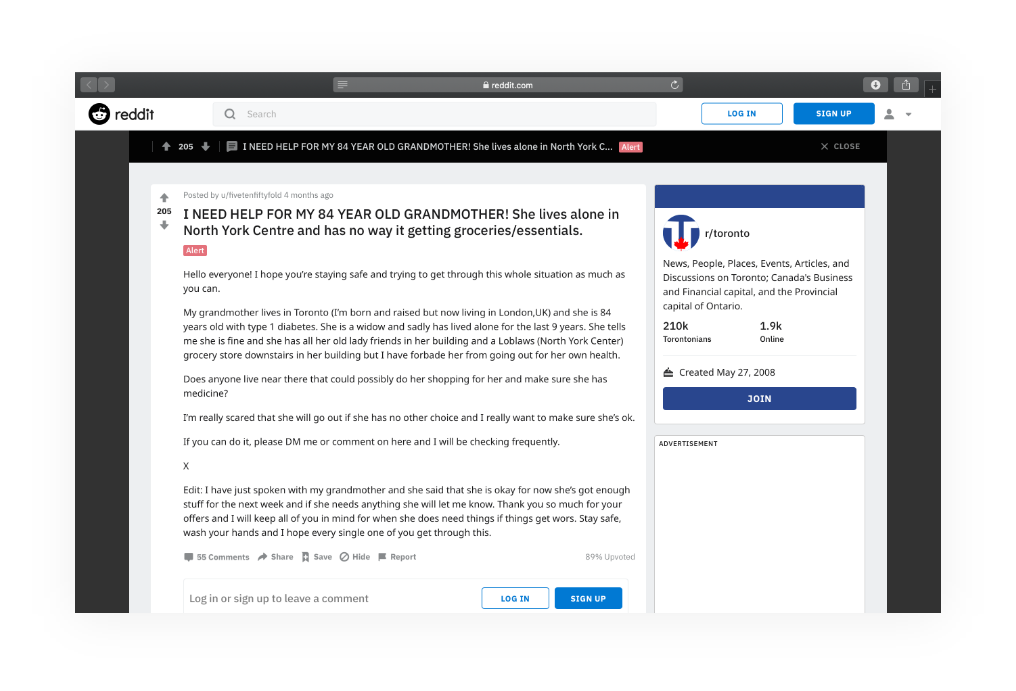 reddit.com
reddit
Search
LOG IN
SIGN UP
205
I NEED HELP FOR MY 84 YEAR OLD GRANDMOTHER! She lives alone in North York C...
Alert
CLOSE
Posted by u/fivetenfiftyfold 4 months ago
205
I NEED HELP FOR MY 84 YEAR OLD GRANDMOTHER! She lives alone in
North York Centre and has no way it getting groceries/essentials.
Alert
Hello everyone! I hope you're staying safe and trying to get through this whole situation as much as
you can.
My grandmother lives in Toronto (I'm born and raised but now living in London,UK) and she is 84
years old with type 1 diabetes. She is a widow and sadly has lived alone for the last 9 years. She tells
me she is fine and she has all her old lady friends in her building and a Loblaws (North York Center)
grocery store downstairs in her building but I have forbade her from going out for her own health.
Does anyone live near there that could possibly do her shopping for her and make sure she has
medicine?
I'm really scared that she will go out if she has no other choice and I really want to make sure she's ok.
If you can do it, please DM me or comment on here and I will be checking frequently.
X
Edit: I have just spoken with my grandmother and she said that she is okay for now she's got enough
stuff for the next week and if she needs anything she will let me know. Thank you so much for your
offers and I will keep all of you in mind for when she does need things if things get wors. Stay safe,
wash your hands and I hope every single one of you get through this.
55 Comments Share Save Hide Report
89% Upvoted
Log in or sign up to leave a comment
LOG IN
SIGN UP
r/toronto
News, People, Places, Events, Articles, and
Discussions on Toronto; Canada's Business
and Financial capital, and the Provincial
capital of Ontario.
210k 1.9k
Torontonians Online
Created May 27, 2008
JOIN
ADVERTISEMENT